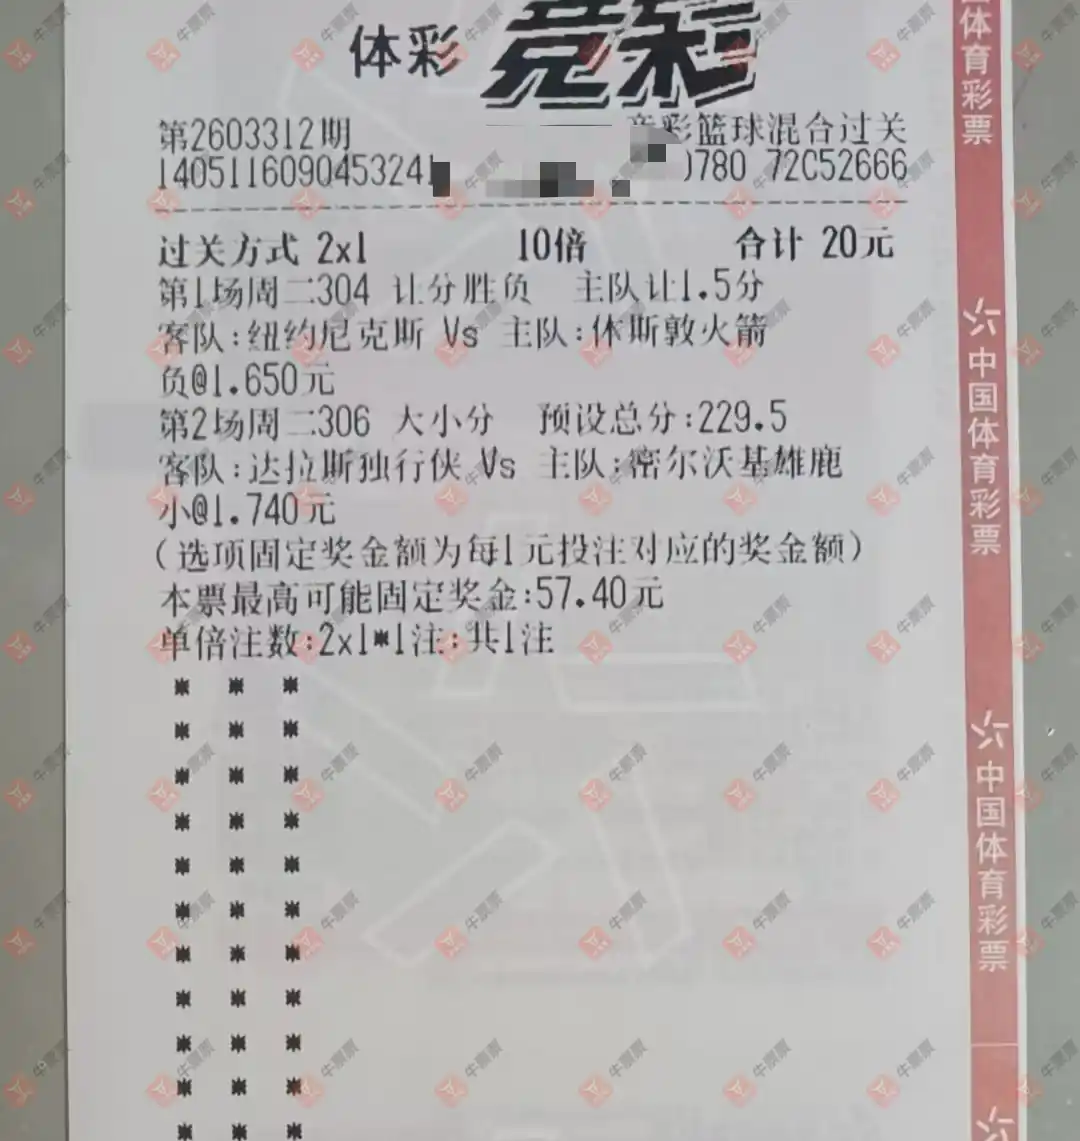 体彩 竞彩
第2603312期 竞彩篮球混合过关
1405116090453241 0780 72C52666
过关方式 2x1 10倍 合计 20元
第1场周二304 让分胜负 主队让1.5分
客队:纽约尼克斯 Vs 主队:休斯敦火箭
负@1.650元
第2场周二306 大小分 预设总分:229.5
客队:达拉斯独行侠 Vs 主队:密尔沃基雄鹿
小@1.740元
(选项固定奖金额为每1元投注对应的奖金额)
本票最高可能固定奖金:57.40元
单倍注数:2x1*1注;共1注
* * *
* * *
* * *
* * *
* * *
* * *
* * *
* * *
* * *
* * *
* * *
体育彩票
中国体育彩票
中国体育彩票
牛票票